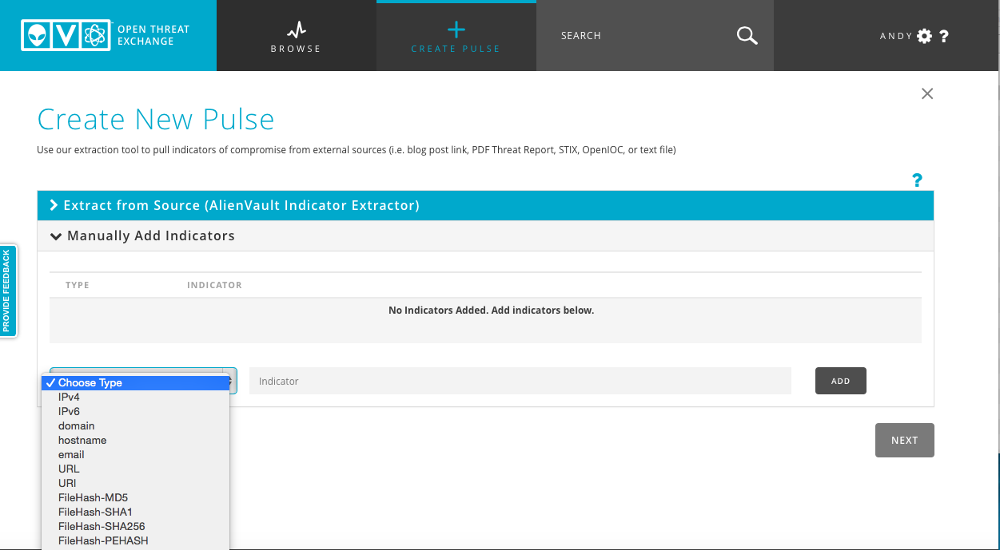 OPEN THREAT
EXCHANGE
BROWSE
CREATE PULSE
SEARCH
ANDY ?
Create New Pulse
Use our extraction tool to pull indicators of compromise from external sources (i.e. blog post link, PDF Threat Report, STIX, OpenIOC, or text file)
?
Extract from Source (AlienVault Indicator Extractor)
Manually Add Indicators
PROVIDE FEEDBACK
TYPE INDICATOR
No Indicators Added. Add indicators below.
Choose Type
Indicator
ADD
NEXT
IPv4
IPv6
domain
hostname
email
URL
URI
FileHash-MD5
FileHash-SHA1
FileHash-SHA256
FileHash-PEHASH